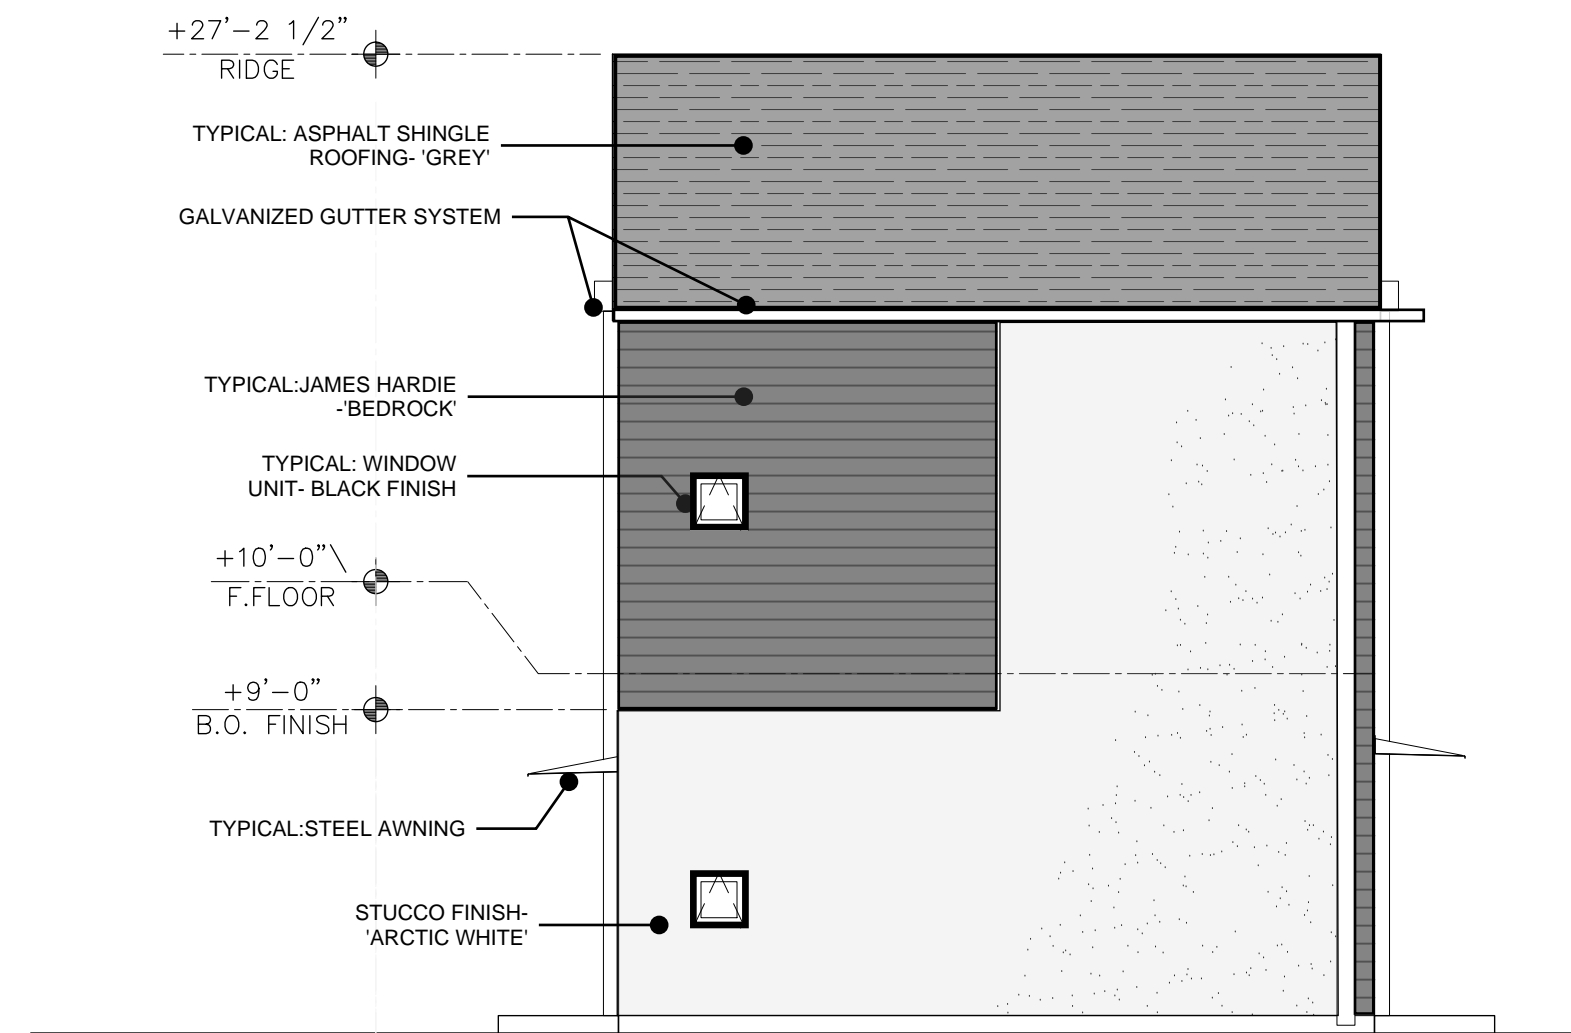 +27'-2 1/2"
RIDGE
TYPICAL: ASPHALT SHINGLE
ROOFING- 'GREY'
GALVANIZED GUTTER SYSTEM
TYPICAL:JAMES HARDIE
-'BEDROCK'
TYPICAL: WINDOW
UNIT- BLACK FINISH
+10'-0"\
F.FLOOR
+9'-0"
B.O. FINISH
TYPICAL:STEEL AWNING
STUCCO FINISH-
'ARCTIC WHITE'